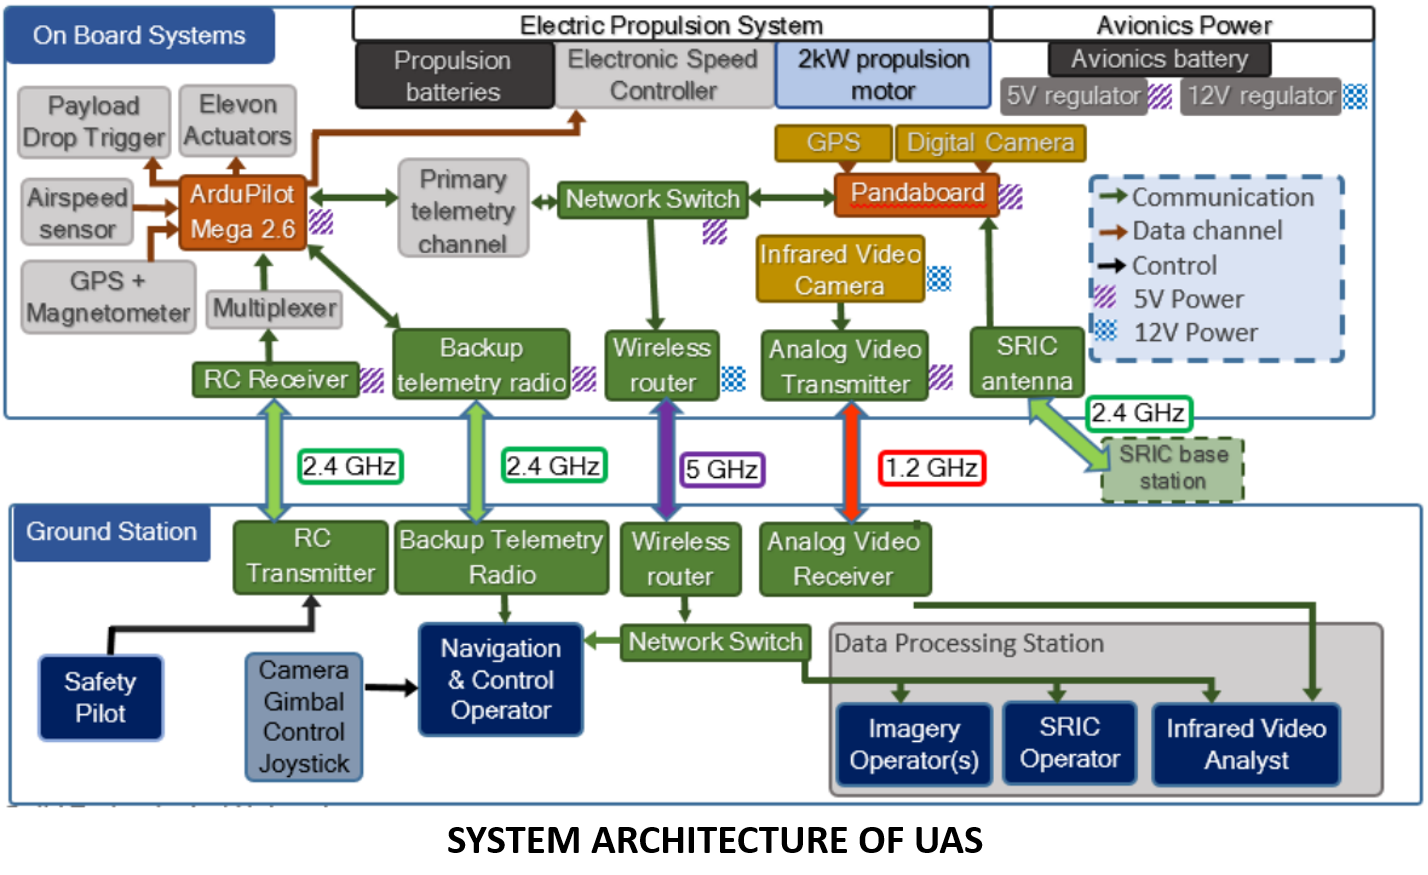 On Board Systems
Electric Propulsion System
Avionics Power
Propulsion
batteries
Electronic Speed
Controller
2kW propulsion
motor
Avionics battery
5V regulator
12V regulator
Payload
Drop Trigger
Elevon
Actuators
GPS
Digital Camera
Airspeed
sensor
ArduPilot
Mega 2.6
Primary
telemetry
channel
Network Switch
Pandaboard
Communication
Data channel
Control
5V Power
12V Power
GPS +
Magnetometer
Multiplexer
Infrared Video
Camera
RC Receiver
Backup
telemetry radio
Wireless
router
Analog Video
Transmitter
SRIC
antenna
2.4 GHz
2.4 GHz
5 GHz
1.2 GHz
2.4 GHz
SRIC base
station
Ground Station
RC
Transmitter
Backup Telemetry
Radio
Wireless
router
Analog Video
Receiver
Safety
Pilot
Camera
Gimbal
Control
Joystick
Navigation
& Control
Operator
Network Switch
Data Processing Station
Imagery
Operator(s)
SRIC
Operator
Infrared Video
Analyst
SYSTEM ARCHITECTURE OF UAS